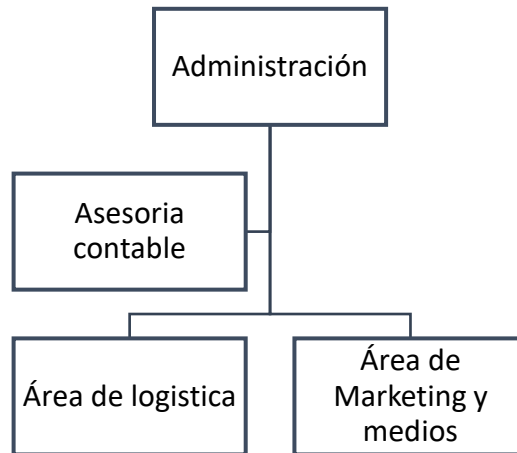 Administración
Asesoria
contable
Área de logistica
Área de
Marketing y
medios